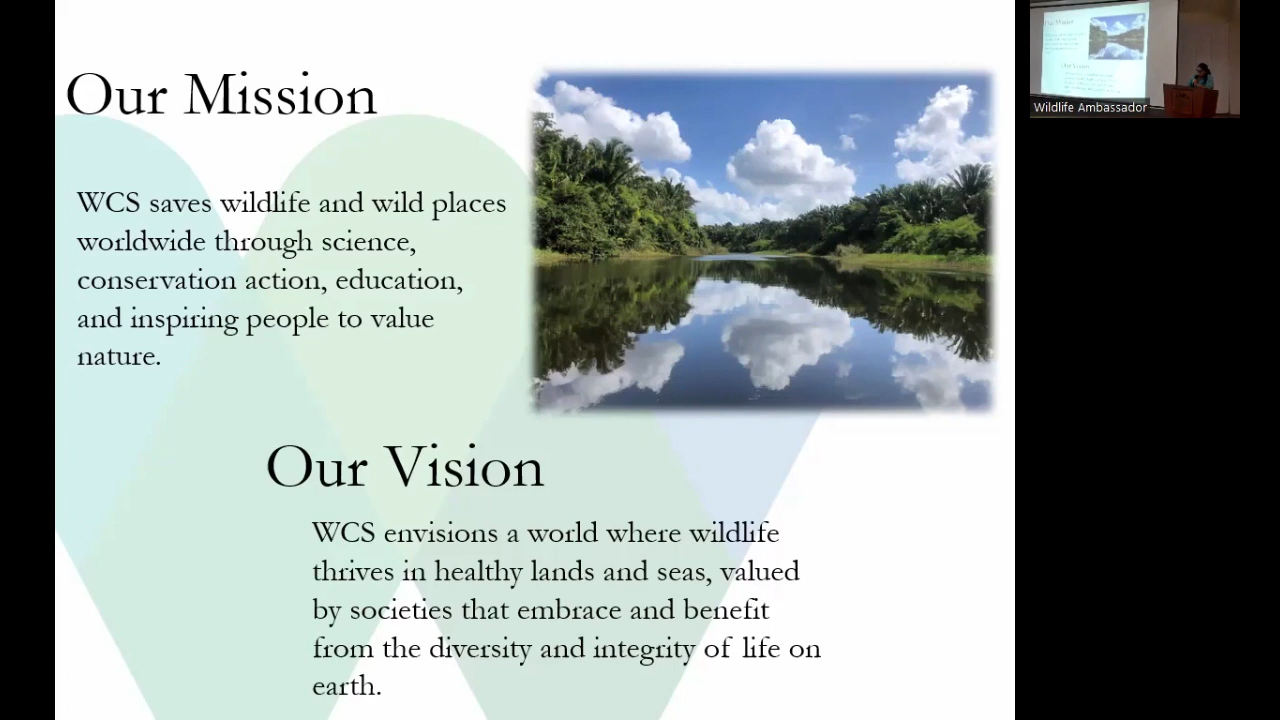 Our Mission
WCS saves wildlife and wild places
worldwide through science,
conservation action, education,
and inspiring people to value
nature.
Our Vision
WCS envisions a world where wildlife
thrives in healthy lands and seas, valued
by societies that embrace and benefit
from the diversity and integrity of life on
earth.
Wildlife Ambassador